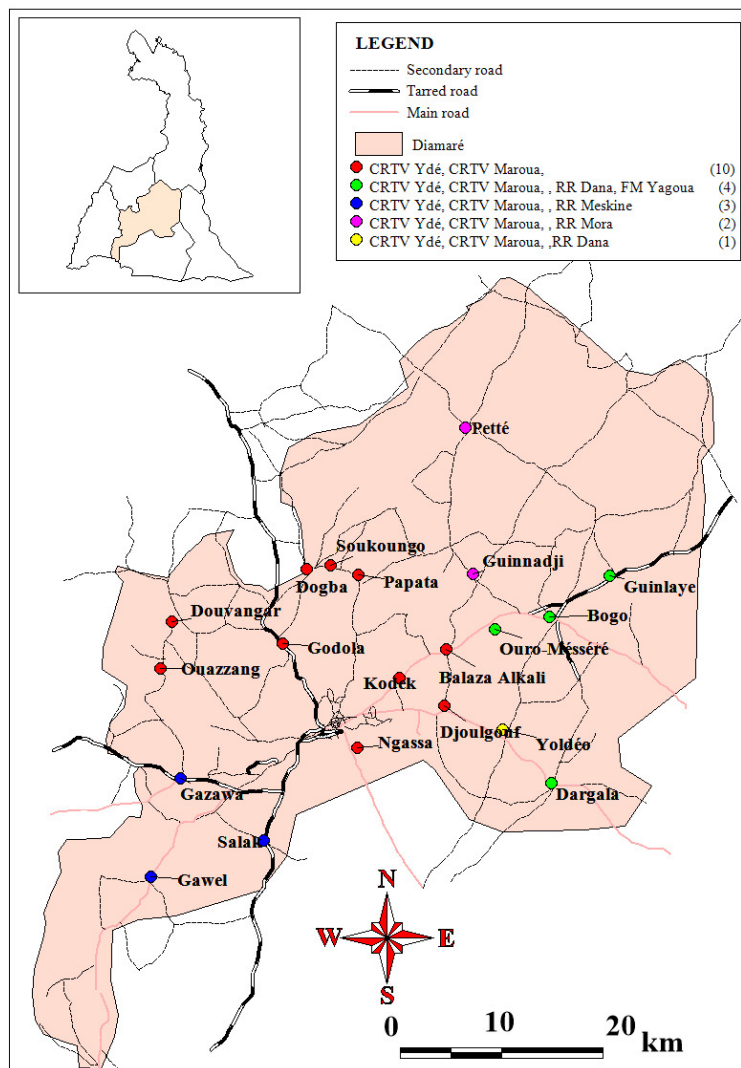 LEGEND
Secondary road
Tarred road
Main road
Diamaré
CRTV Ydé, CRTV Maroua, (10)
CRTV Ydé, CRTV Maroua, , RR Dana, FM Yagoua (4)
CRTV Ydé, CRTV Maroua, , RR Meskine (3)
CRTV Ydé, CRTV Maroua, , RR Mora (2)
CRTV Ydé, CRTV Maroua, ,RR Dana (1)
Petté
Soukoungo
Guinnadji
Dogba
Papata
Guinlaye
Douvangar
Bogo
Godola
Ouro-Mésséré
Ouazzang
Kodek
Balaza Alkali
Djoulgouf
Ngassa
Yoldéo
Gazawa
Dargala
Salak
Gawel
N
W E
S
0 10 20
km